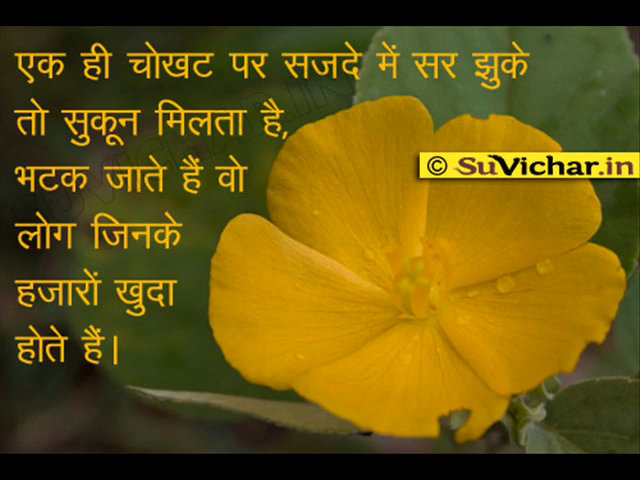 एक ही चोखट पर सजदे में सर झुके
तो सुकून मिलता है,
© SuVichar.in
भटक जाते हैं वो
लोग जिनके
हजारों खुदा
होते हैं।